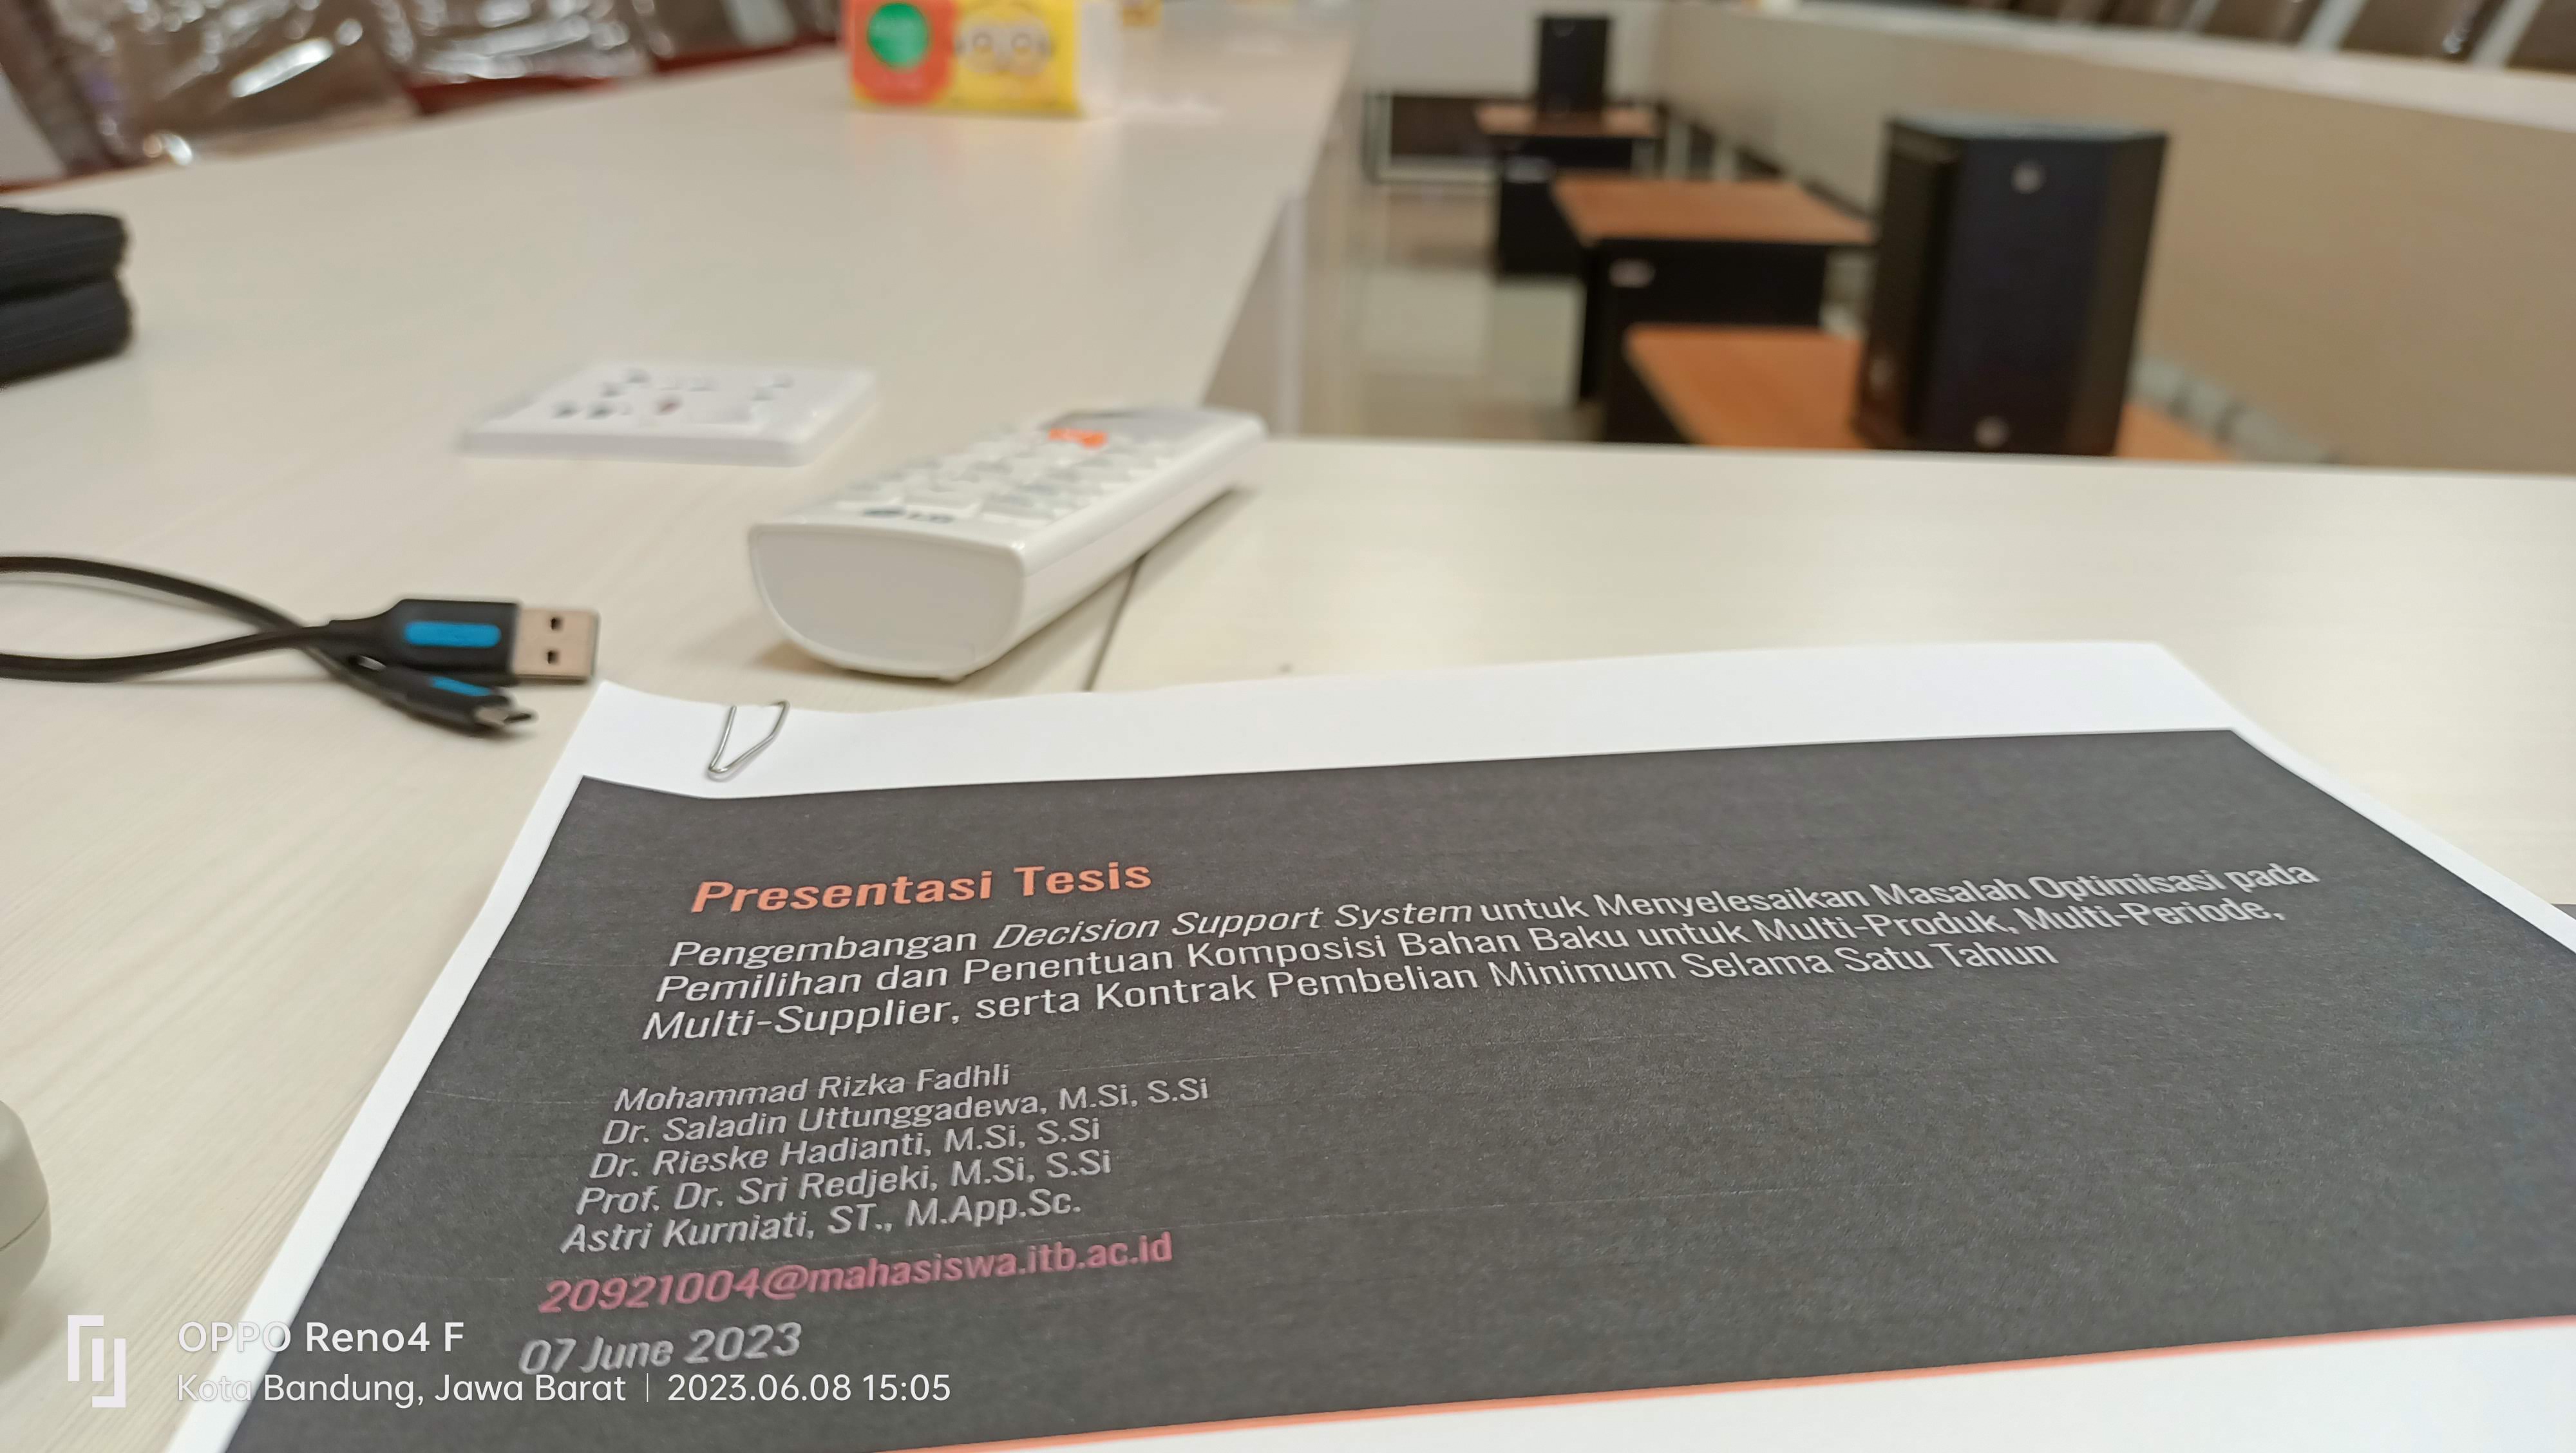 Presentasi Tesis
Pengembangan Decision Support System untuk Menyelesaikan Masalah Optimisasi pada
Pemilihan dan Penentuan Komposisi Bahan Baku untuk Multi-Produk, Multi-Periode,
Multi-Supplier, serta Kontrak Pembelian Minimum Selama Satu Tahun
Mohammad Rizka Fadhli
Dr. Saladin Uttunggadewa, M.Si, S.Si
Dr. Rieske Hadianti, M.Si, S.Si
Prof. Dr. Sri Redjeki, M.Si, S.Si
Astri Kurniati, ST., M.App.Sc.
20921004@mahasiswa.itb.ac.id
07 June 2023
OPPO Reno4 F
Kota Bandung, Jawa Barat | 2023.06.08 15:05